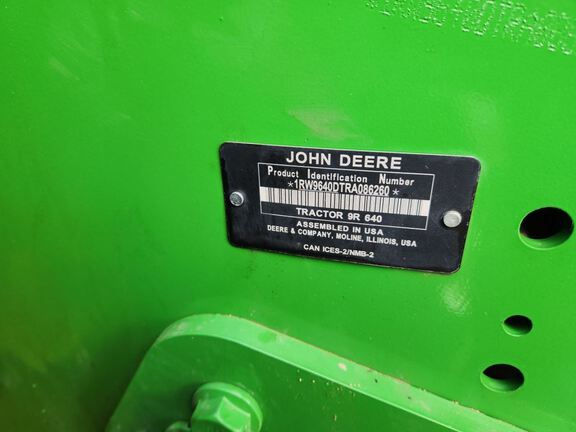 JOHN DEERE
Product Identification Number
*1RW9640DTRA086260*
TRACTOR 9R 640
ASSEMBLED IN USA
DEERE & COMPANY, MOLINE, ILLINOIS, USA
CAN ICES-2/NMB-2